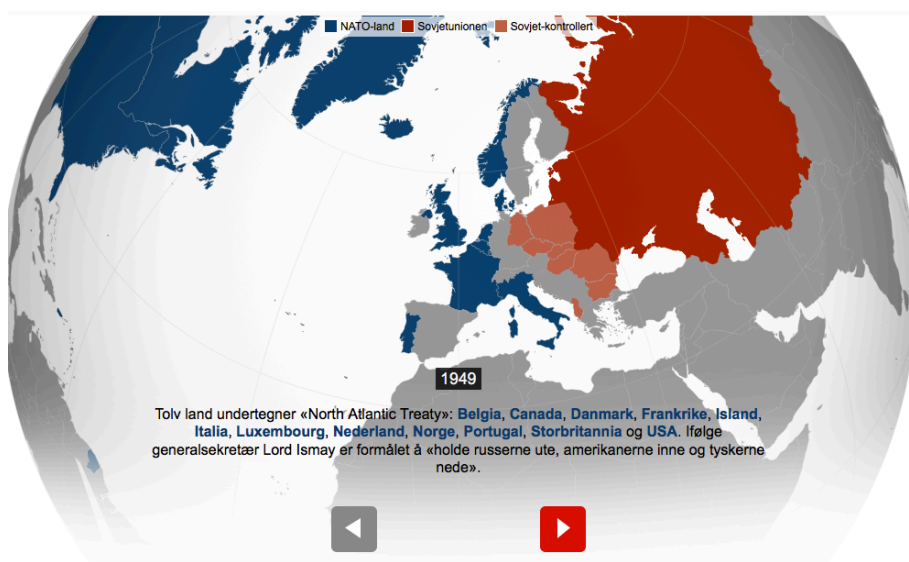 NATO-land Sovjetunionen Sovjet-kontrollert
1949
Tolv land undertegner «North Atlantic Treaty»: Belgia, Canada, Danmark, Frankrike, Island,
Italia, Luxembourg, Nederland, Norge, Portugal, Storbritannia og USA. Ifølge
generalsekretær Lord Ismay er formålet å «holde russerne ute, amerikanerne inne og tyskerne
nede».